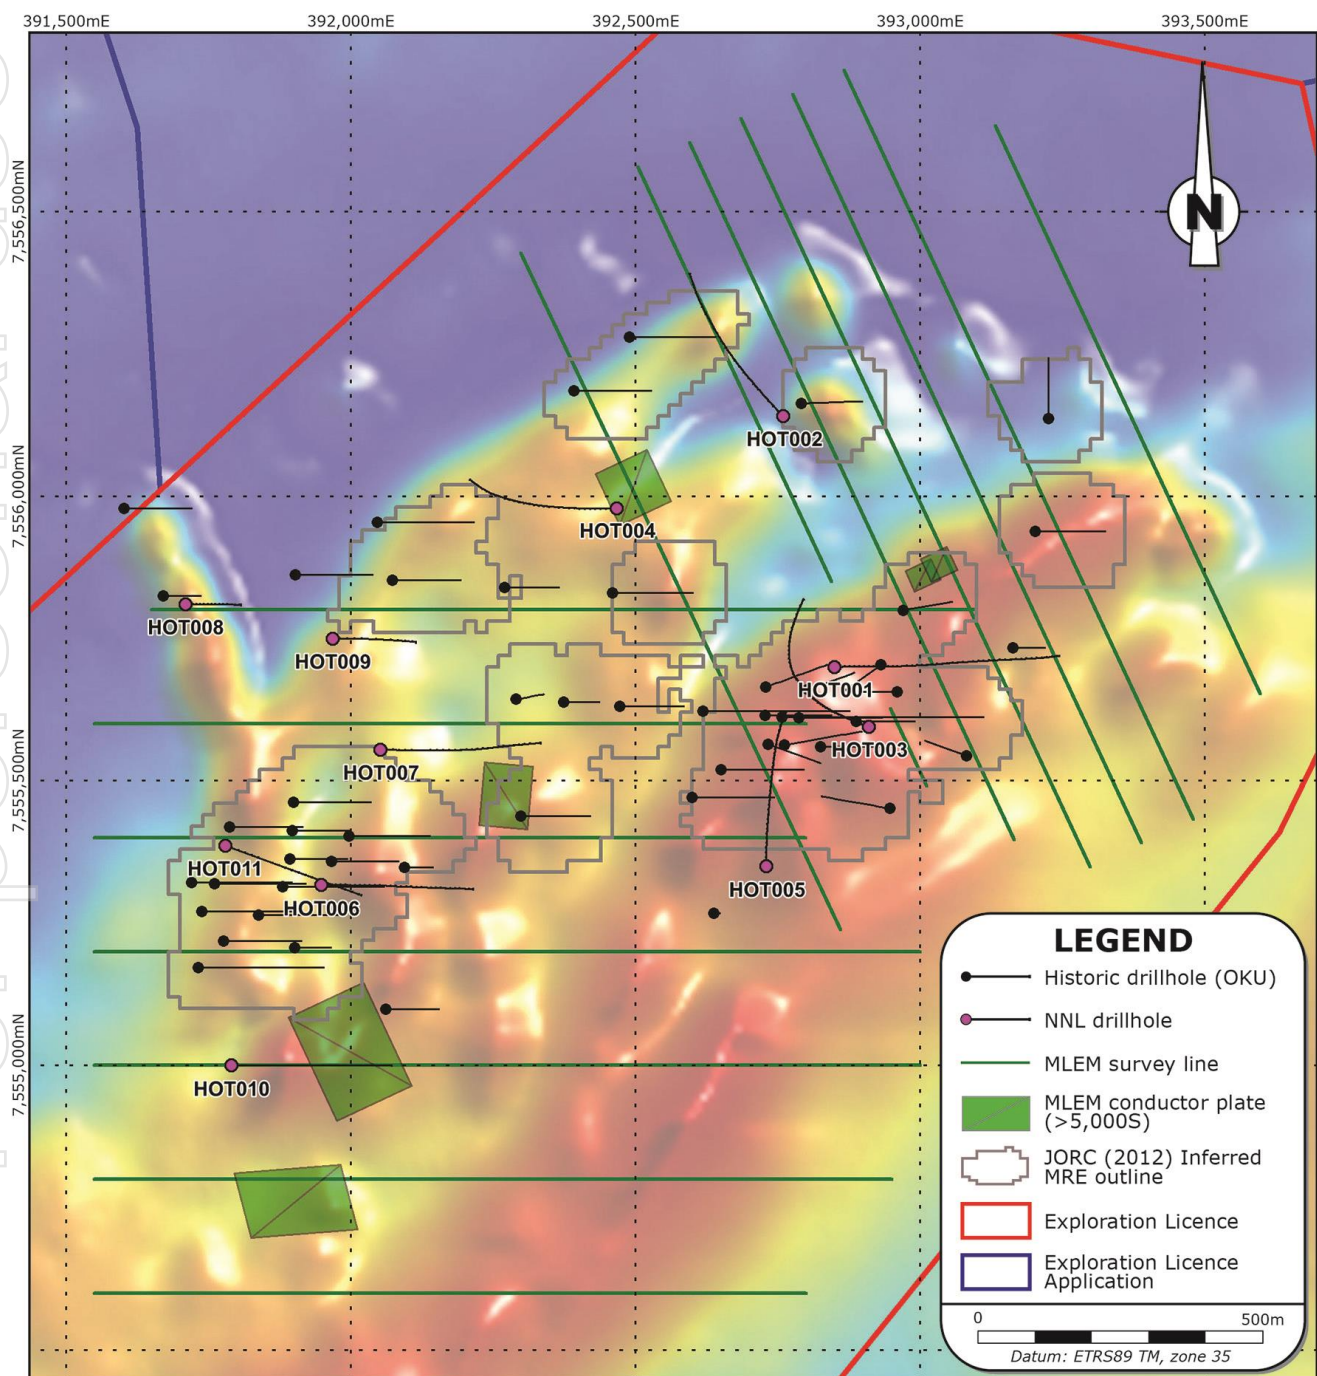 391,500mE 392,000mE 392,500mE 393,000mE 393,500mE
7,556,500mN
7,556,000mN
7,555,500mN
7,555,000mN
N
HOT002
HOT004
HOT008
HOT009
HOT001
HOT003
HOT007
HOT011
HOT005
HOT006
HOT010
LEGEND
Historic drillhole (OKU)
NNL drillhole
MLEM survey line
MLEM conductor plate
(>5,000S)
JORC (2012) Inferred
MRE outline
Exploration Licence
Exploration Licence
Application
0 500m
Datum: ETRS89 TM, zone 35